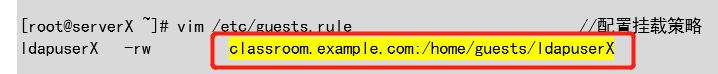 [root@serverX ~]# vim /etc/guests.rule //配置挂载策略
ldapuserX -rw classroom.example.com:/home/guests/ldapuserX